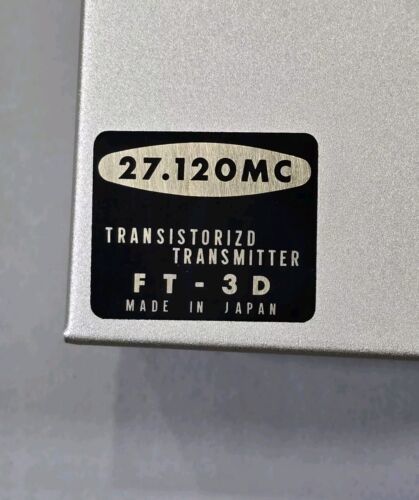 27.120MC
TRANSISTORIZD
TRANSMITTER
FT-3D
MADE IN JAPAN